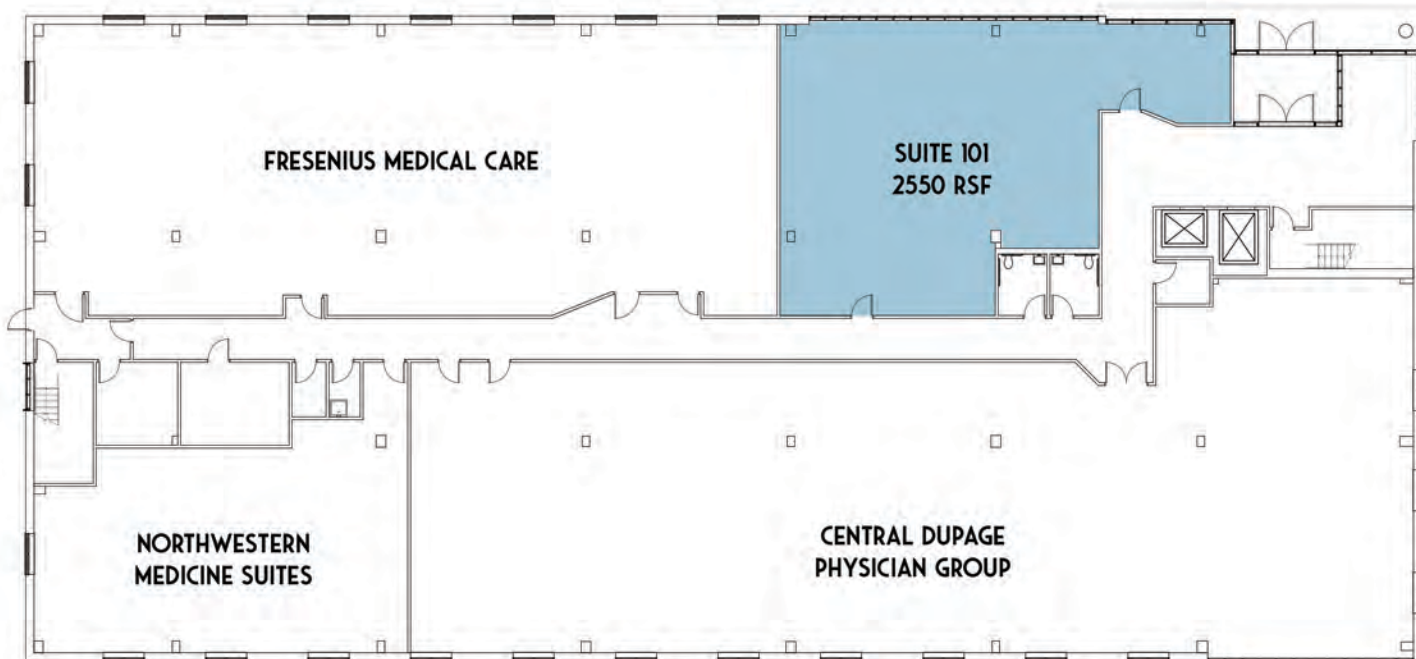 FRESENIUS MEDICAL CARE
SUITE 101
2550 RSF
NORTHWESTERN
MEDICINE SUITES
CENTRAL DUPAGE
PHYSICIAN GROUP